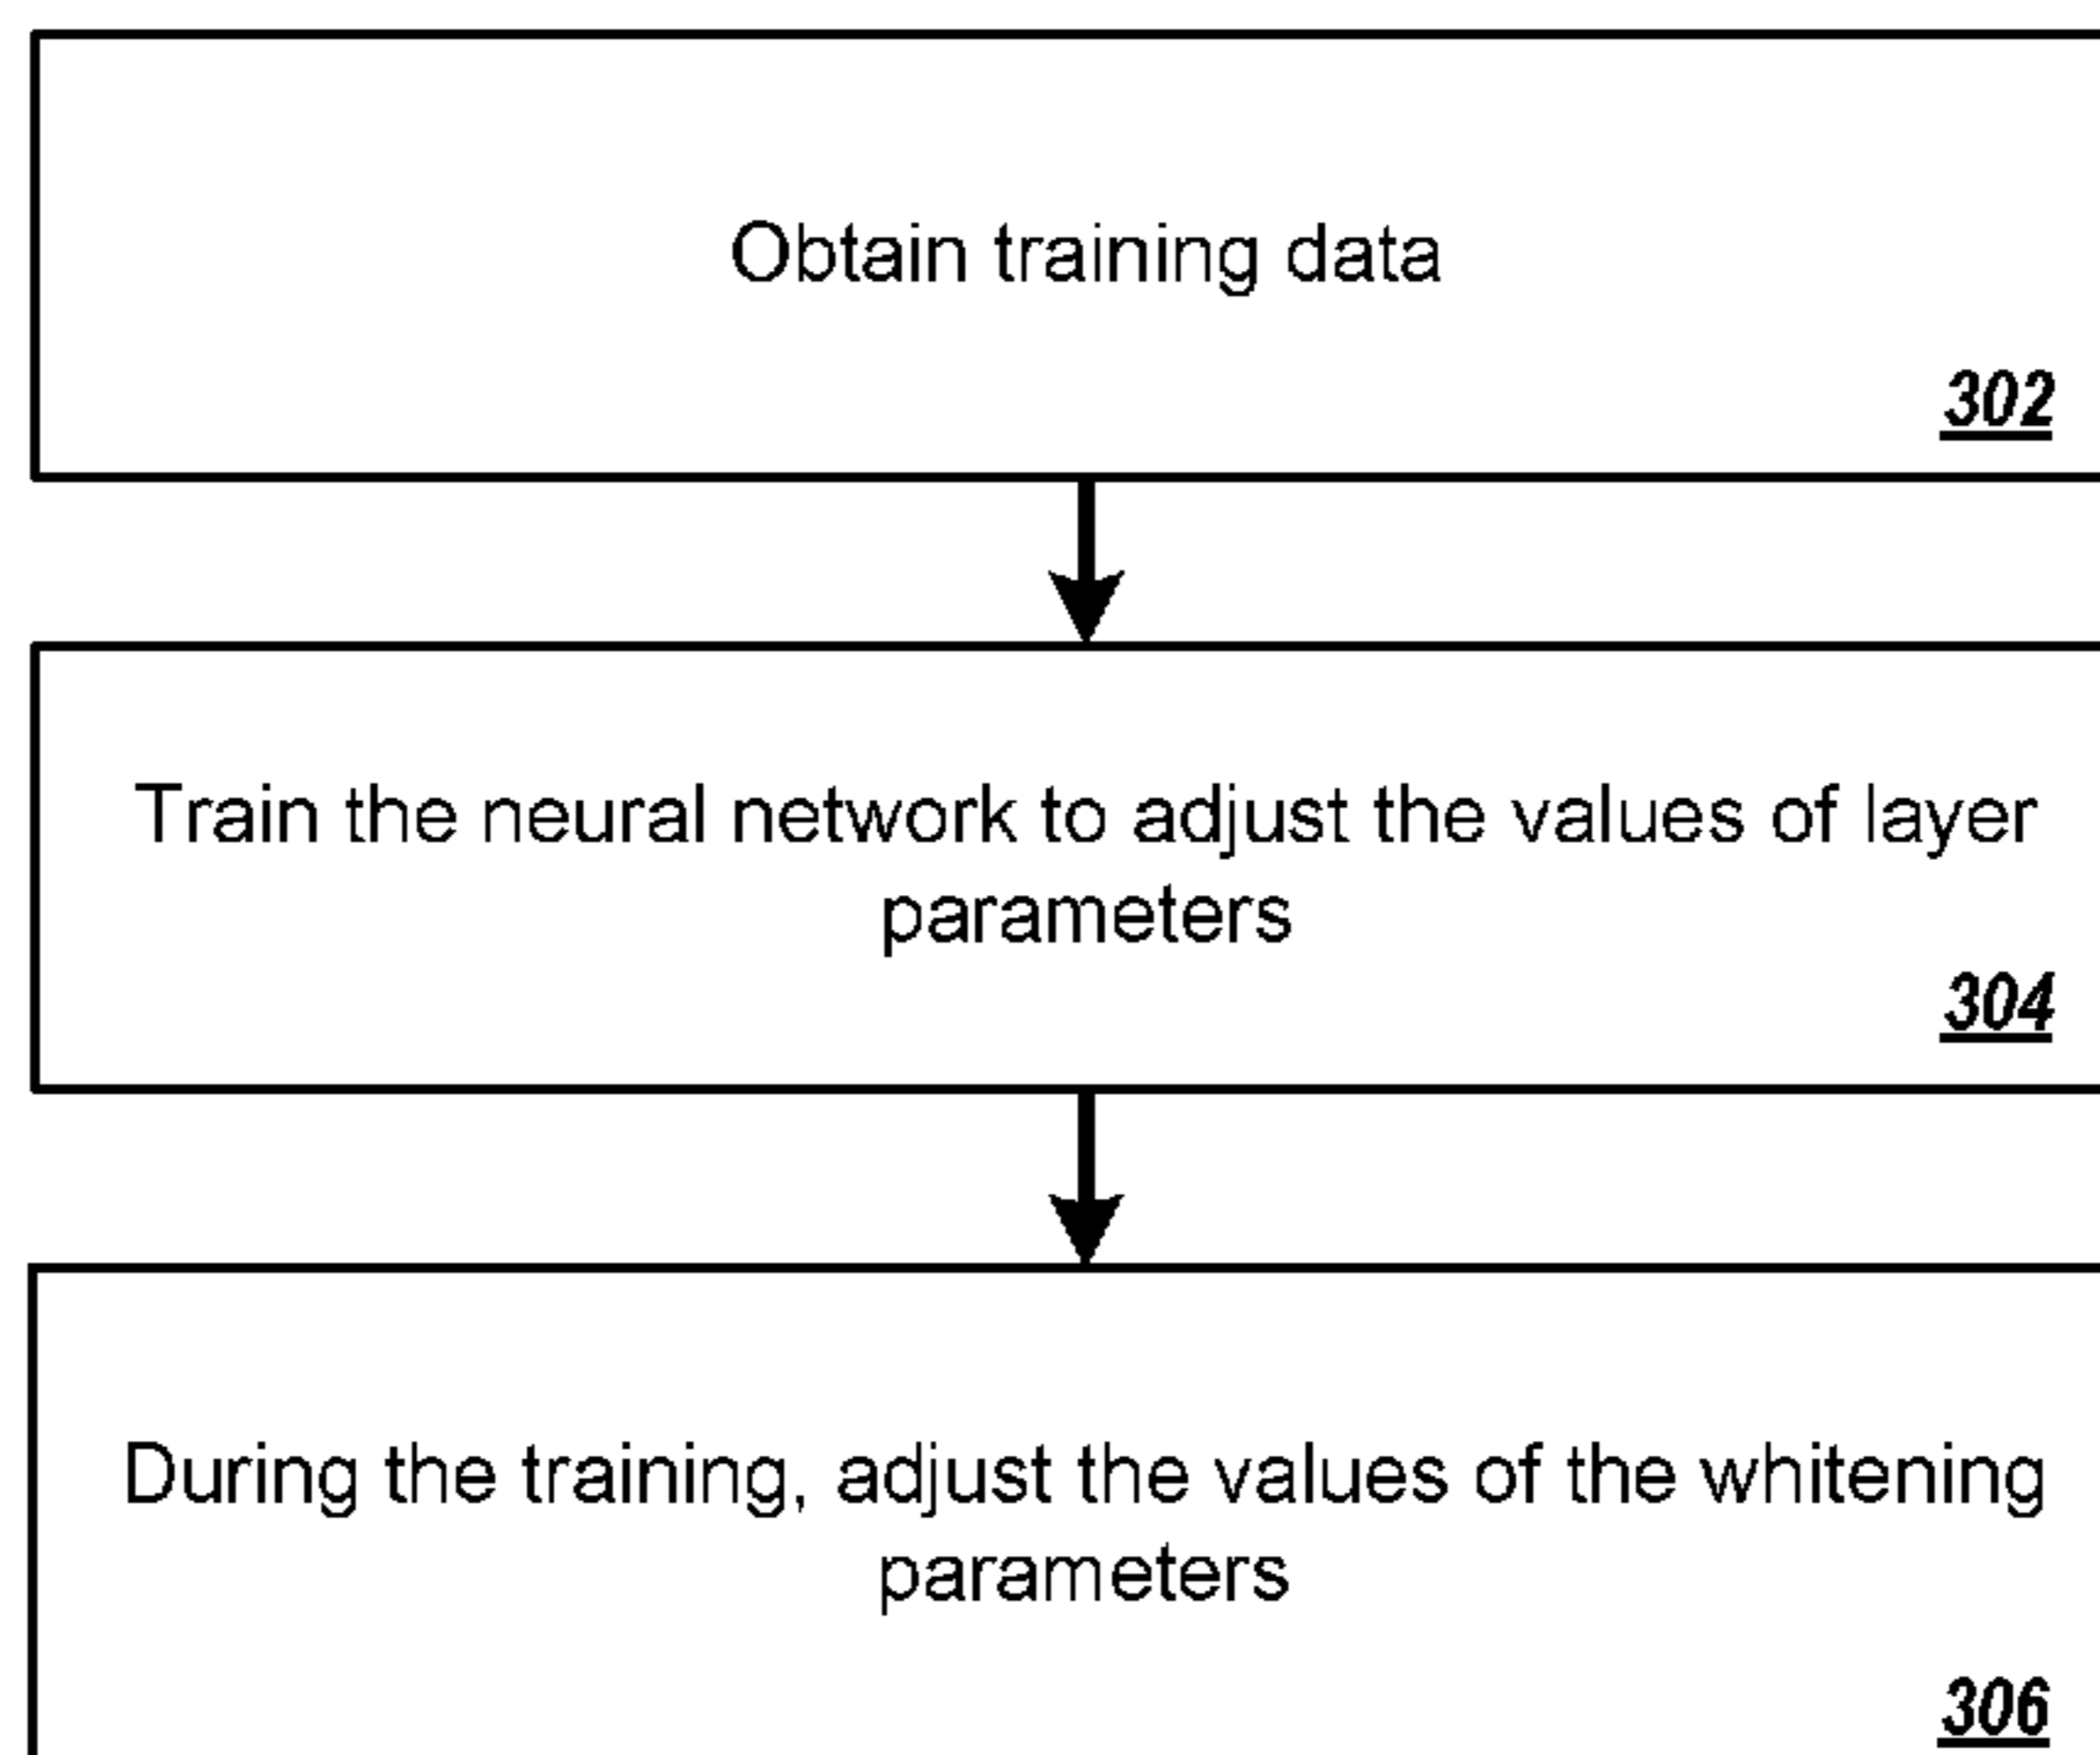 Obtain training data
302
Train the neural network to adjust the values of layer
parameters
304
During the training, adjust the values of the whitening
parameters
306